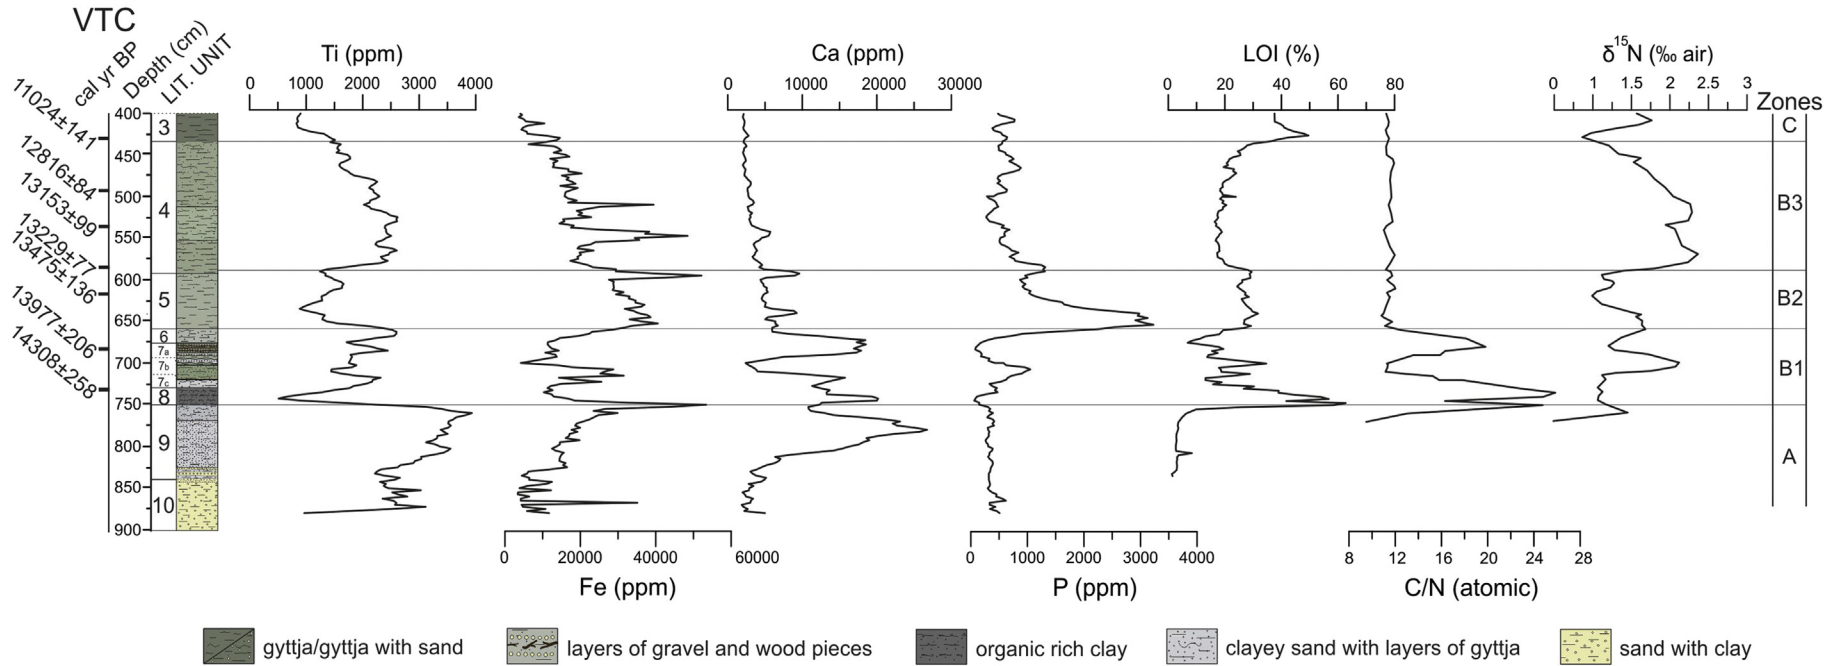 VTC
cal yr BP
Depth (cm)
LIT. UNIT
Ti (ppm)
Ca (ppm)
LOI (%)
δ15N (‰ air)
0 1000 2000 3000 4000
0 10000 20000 30000
0 20 40 60 80
0 1 1.5 2 2.5 3
Zones
11024±141
12816±84
13153±99
13229±77
13475±136
13977±206
14308±258
400
450
500
550
600
650
700
750
800
850
900
3
4
5
6
7a
7b
7c
8
9
10
C
B3
B2
B1
A
0 20000 40000 60000
Fe (ppm)
0 1000 2000 3000 4000
P (ppm)
8 12 16 20 24 28
C/N (atomic)
gyttja/gyttja with sand
layers of gravel and wood pieces
organic rich clay
clayey sand with layers of gyttja
sand with clay